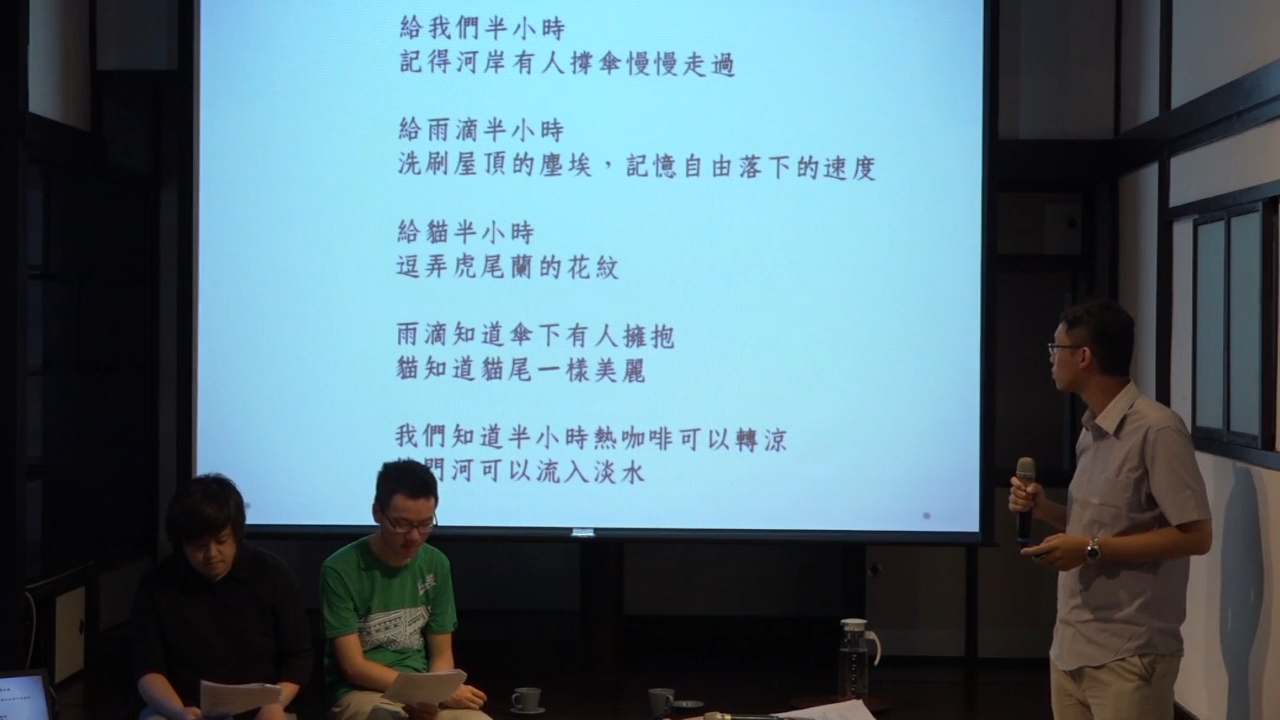 給我們半小時
記得河岸有人撐傘慢慢走過
給雨滴半小時
洗刷屋頂的塵埃，記憶自由落下的速度
給貓半小時
逗弄虎尾蘭的花紋
雨滴知道傘下有人擁抱
貓知道貓尾一樣美麗
我們知道半小時熱咖啡可以轉涼
門河可以流入淡水